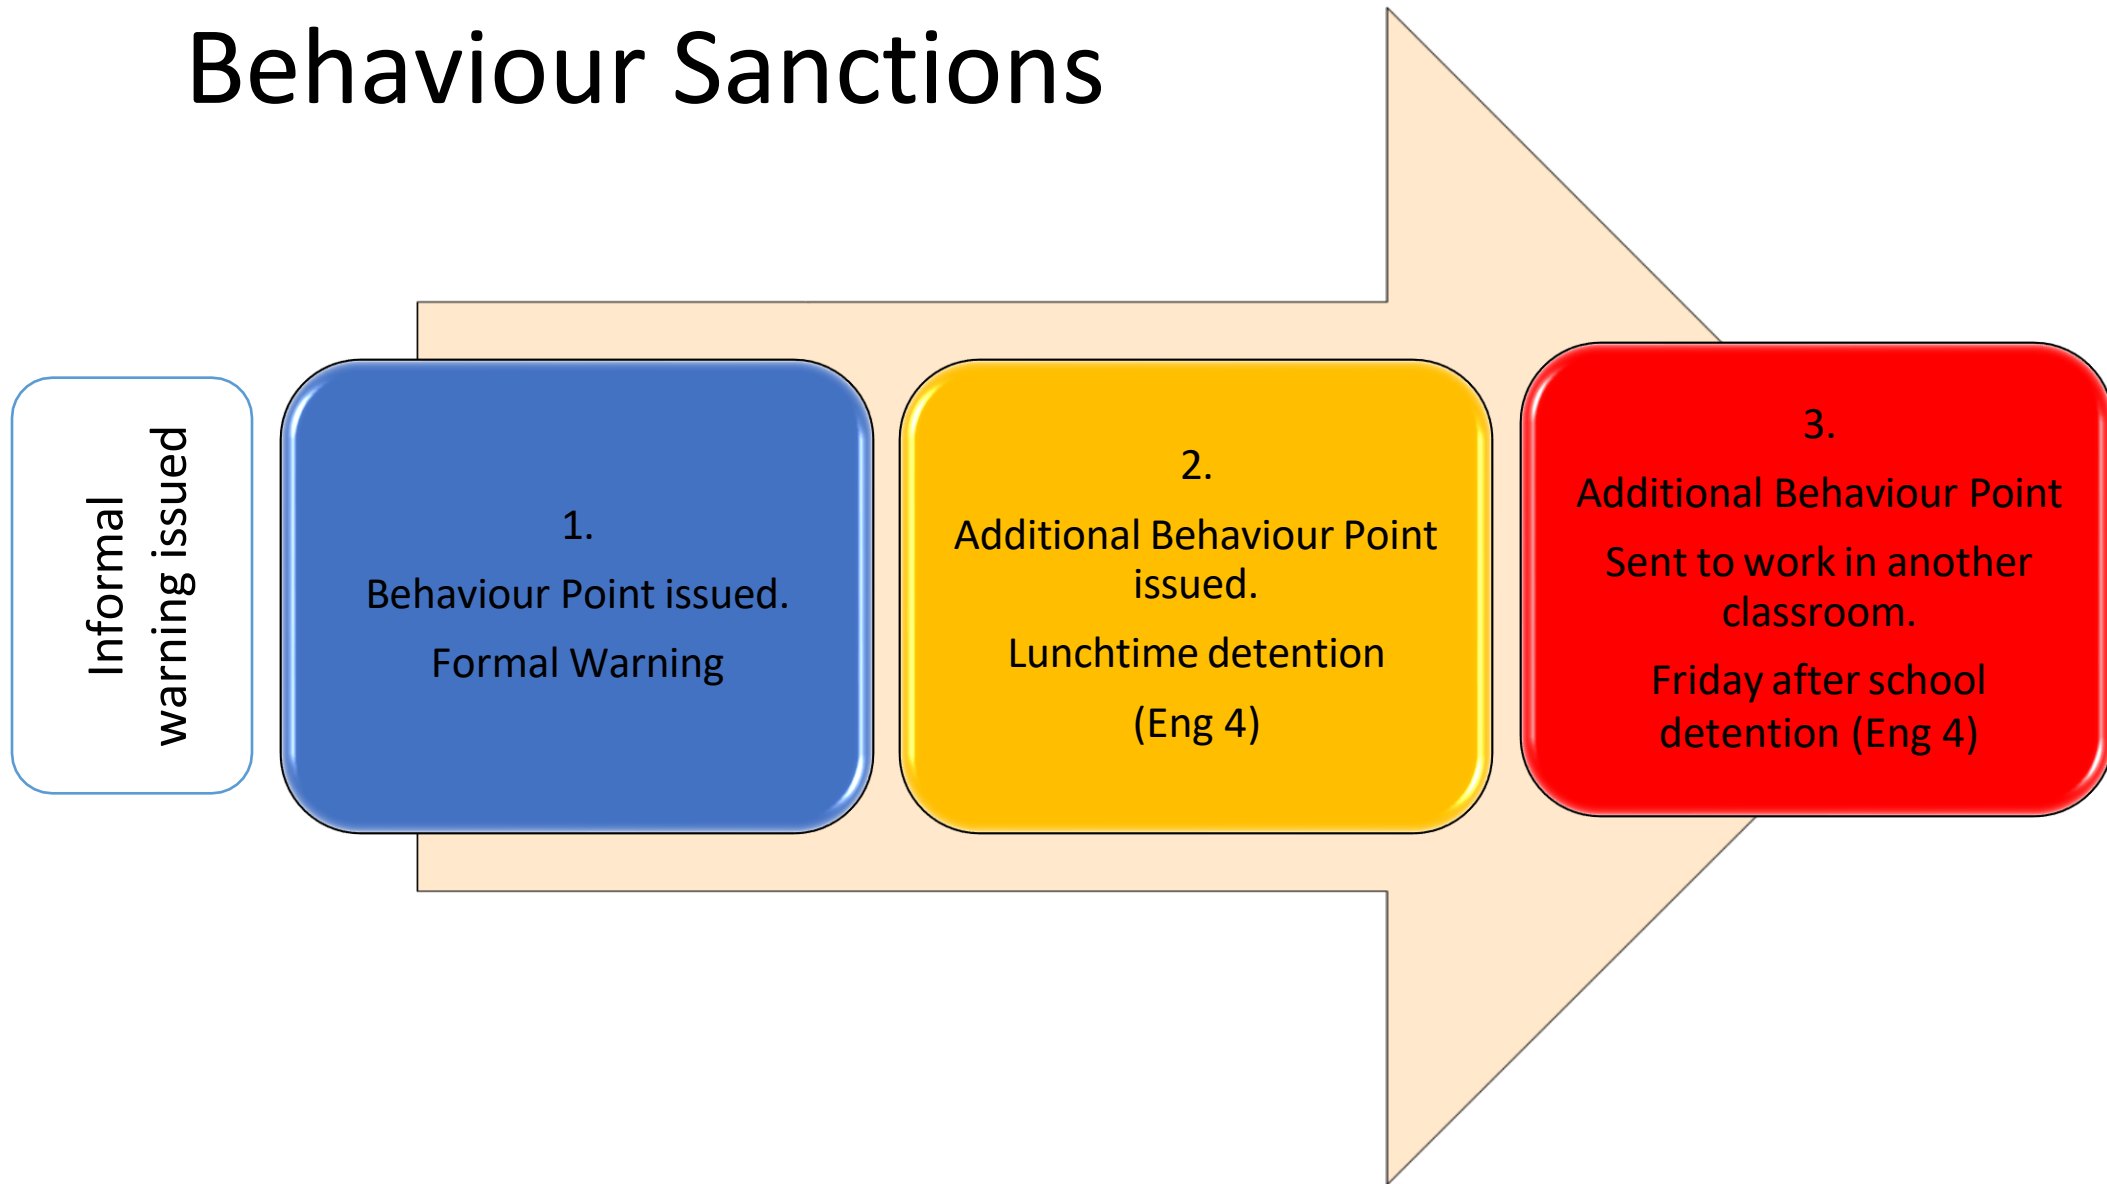 Behaviour Sanctions
Informal
warning issued
1.
Behaviour Point issued.
Formal Warning
2.
Additional Behaviour Point
issued.
Lunchtime detention
(Eng 4)
3.
Additional Behaviour Point
Sent to work in another
classroom.
Friday after school
detention (Eng 4)